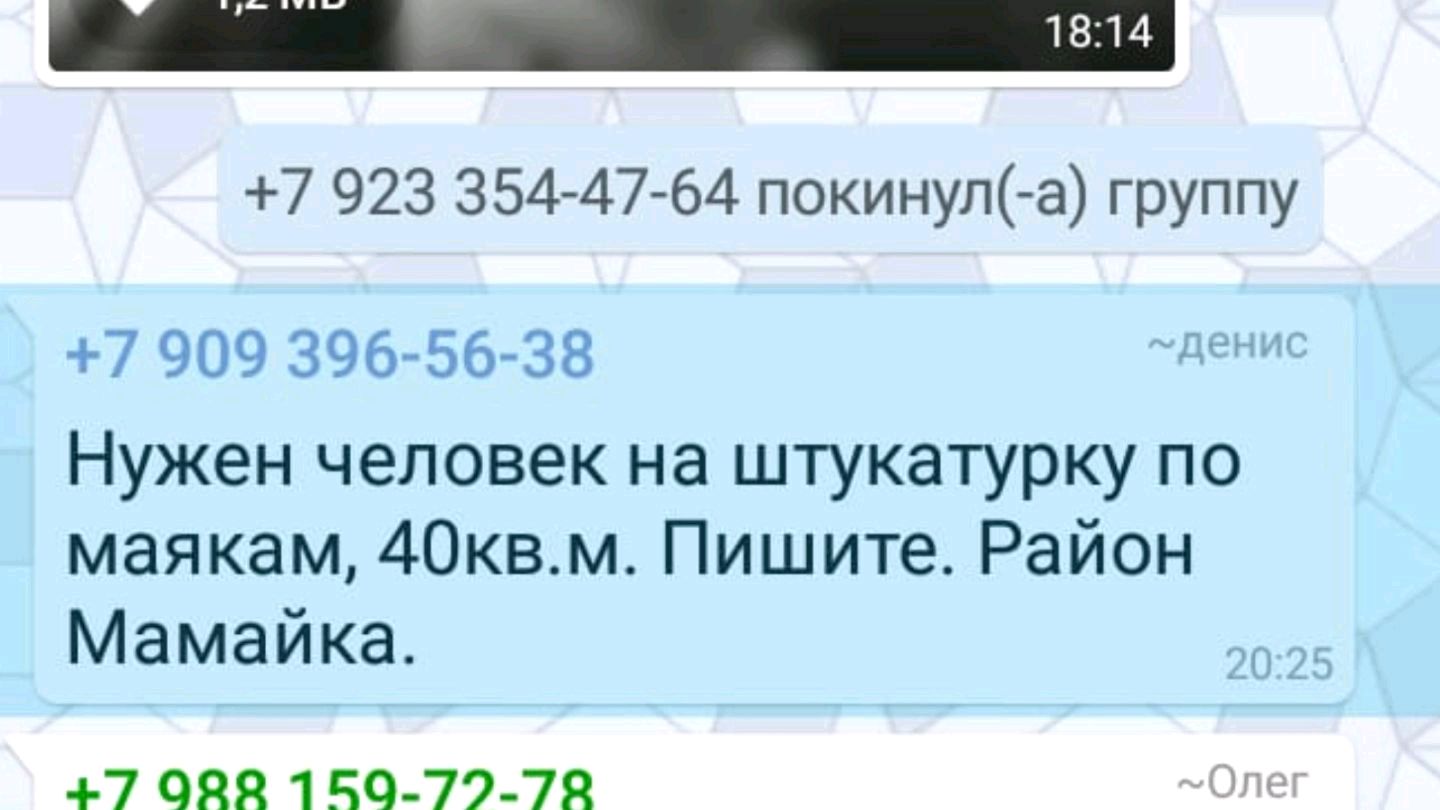 1,2 МВ
18:14
+7 923 354-47-64 покинул(-а) группу
+7 909 396-56-38
~денис
Нужен человек на штукатурку по
маякам, 40кв.м. Пишите. Район
Мамайка.
20:25
+7 988 159-72-78
~Олег